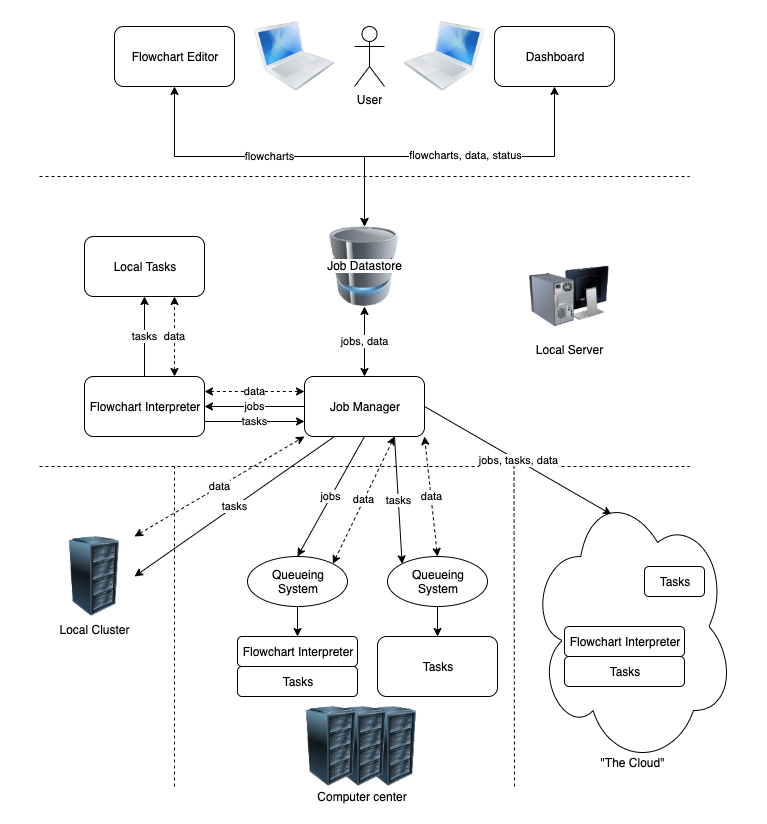 Flowchart Editor
Dashboard
User
flowcharts
flowcharts, data, status
Local Tasks
Job Datastore
tasks
data
jobs, data
Local Server
Flowchart Interpreter
data
jobs
tasks
Job Manager
data
tasks
jobs
data
tasks
data
jobs, tasks, data
Local Cluster
Queueing
System
Queueing
System
Flowchart Interpreter
Tasks
Tasks
Computer center
Tasks
Flowchart Interpreter
Tasks
"The Cloud"